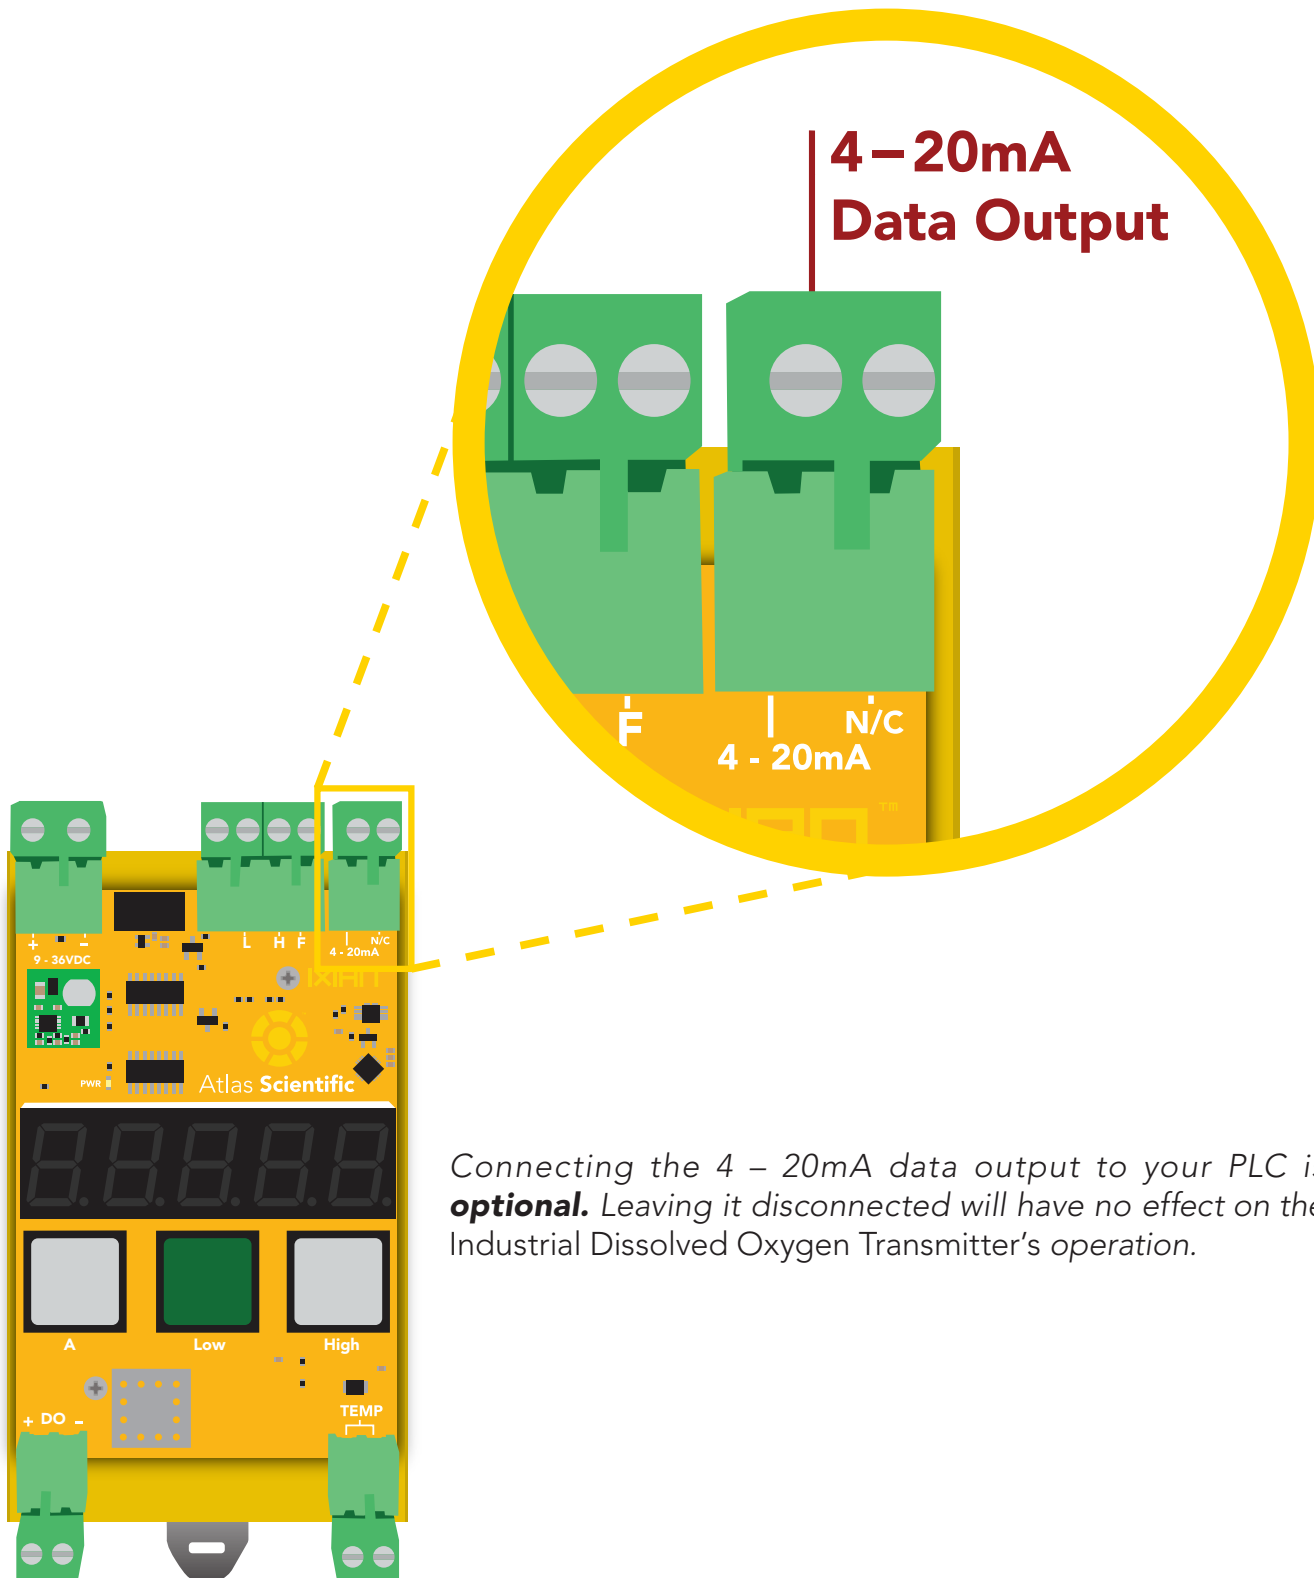 4 – 20mA
Data Output
F
N/C
4 - 20mA
™
+ -
L H F
N/C
4 - 20mA
9 - 36VDC
IXIAN
PWR
Atlas Scientific
Connecting the 4 – 20mA data output to your PLC is
optional. Leaving it disconnected will have no effect on the
Industrial Dissolved Oxygen Transmitter’s operation.
A Low High
TEMP
+ DO -